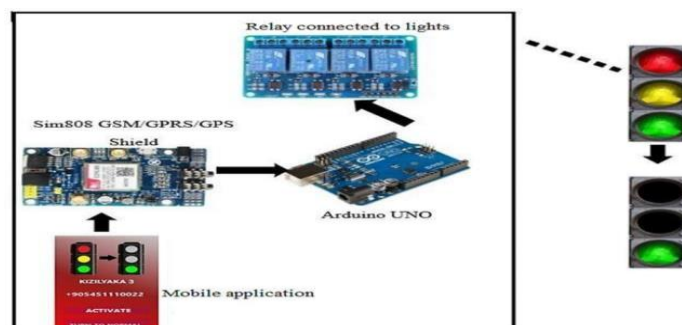 Relay connected to lights
Sim808 GSM/GPRS/GPS
Shield
Arduino UNO
Mobile application
KIZILYAKA 3
+905451110022
ACTIVATE